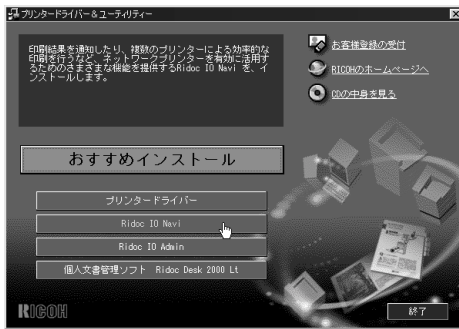 プリンタードライバー＆ユーティリティー
印刷結果を通知したり、複数のプリンターによる効率的な
印刷を行うなど、ネットワークプリンターを有効に活用す
るためのさまざまな機能を提供するRidoc IO Navi を、イ
ンストールします。
お客様登録の受付
RICOHのホームページへ
CDの中身を見る
おすすめインストール
プリンタードライバー
Ridoc IO Navi
Ridoc IO Admin
個人文書管理ソフト Ridoc Desk 2000 Lt
RICOH
終了